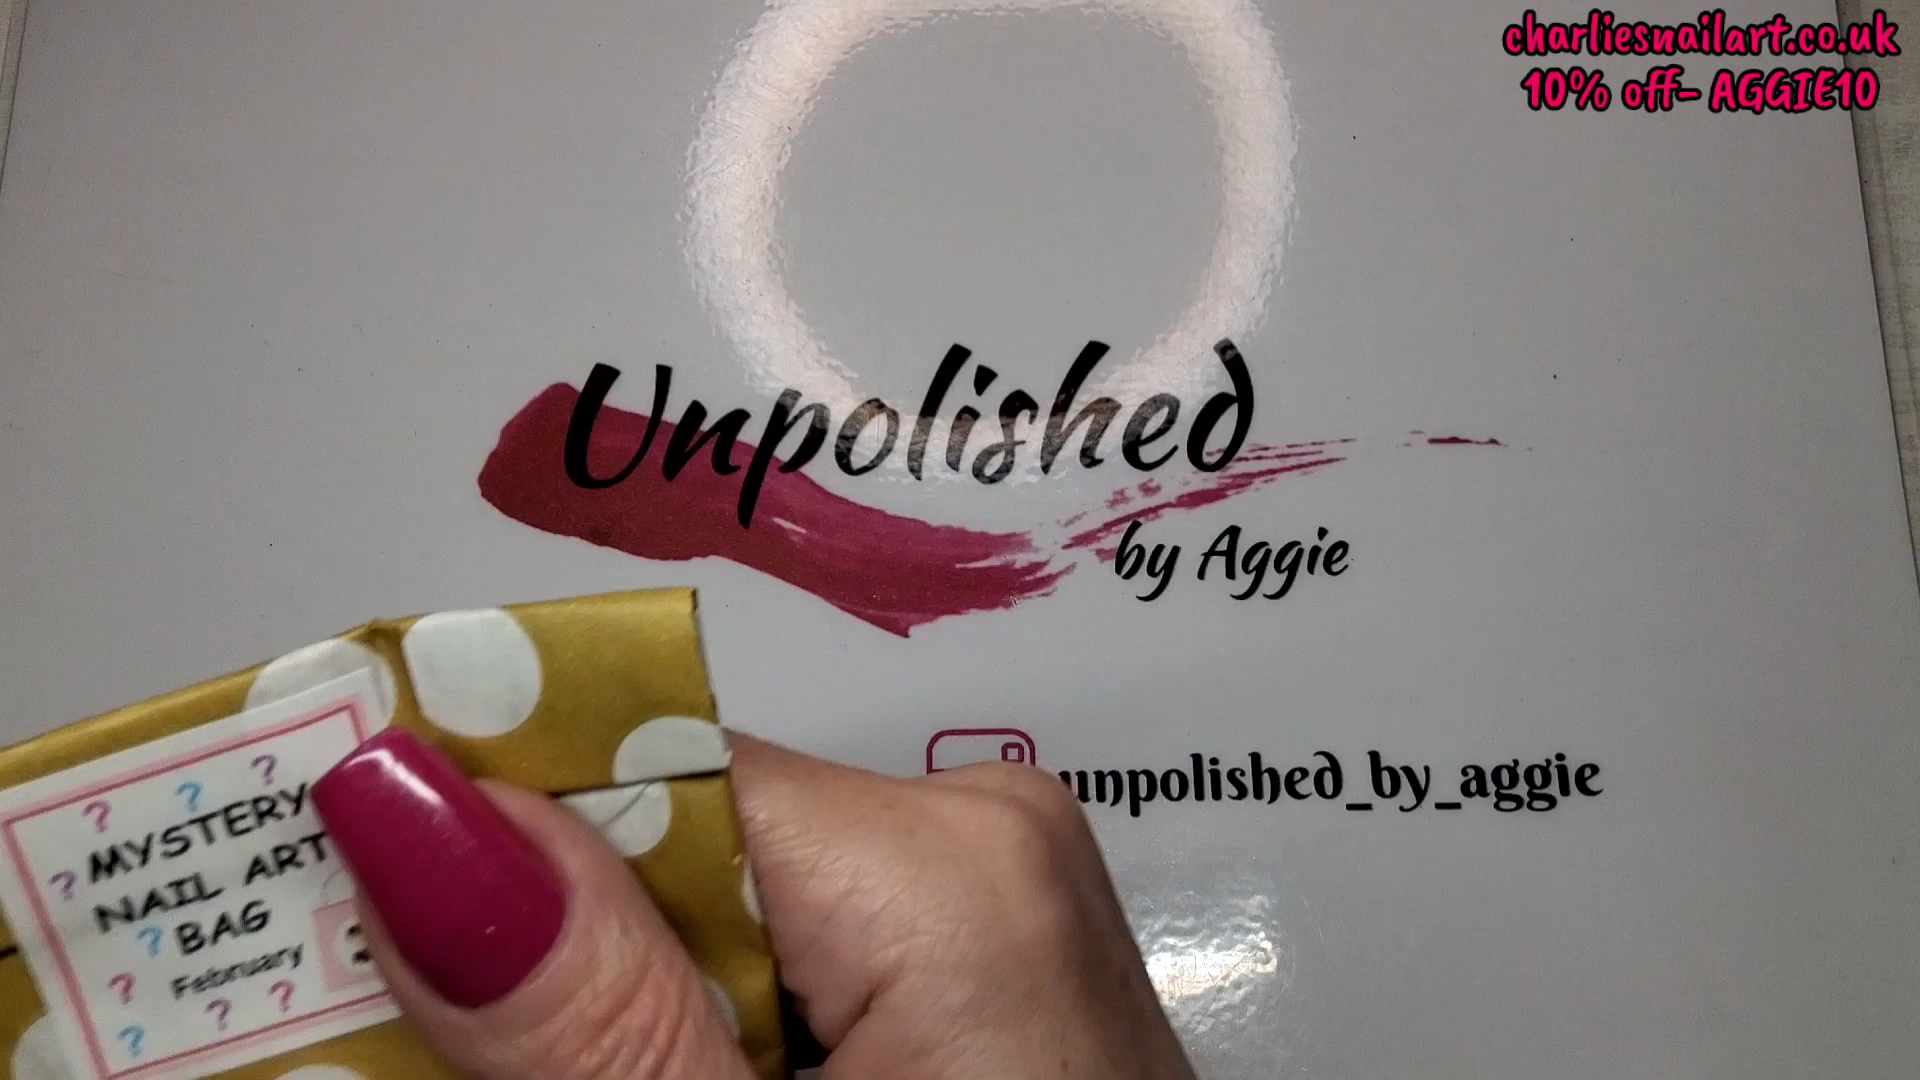 charliesnailart.co.uk
10% off- AGGIE10
Unpolished
by Aggie
unpolished_by_aggie
? ? ?
? MYSTERY
NAIL ART
? BAG
? February
? ? ?